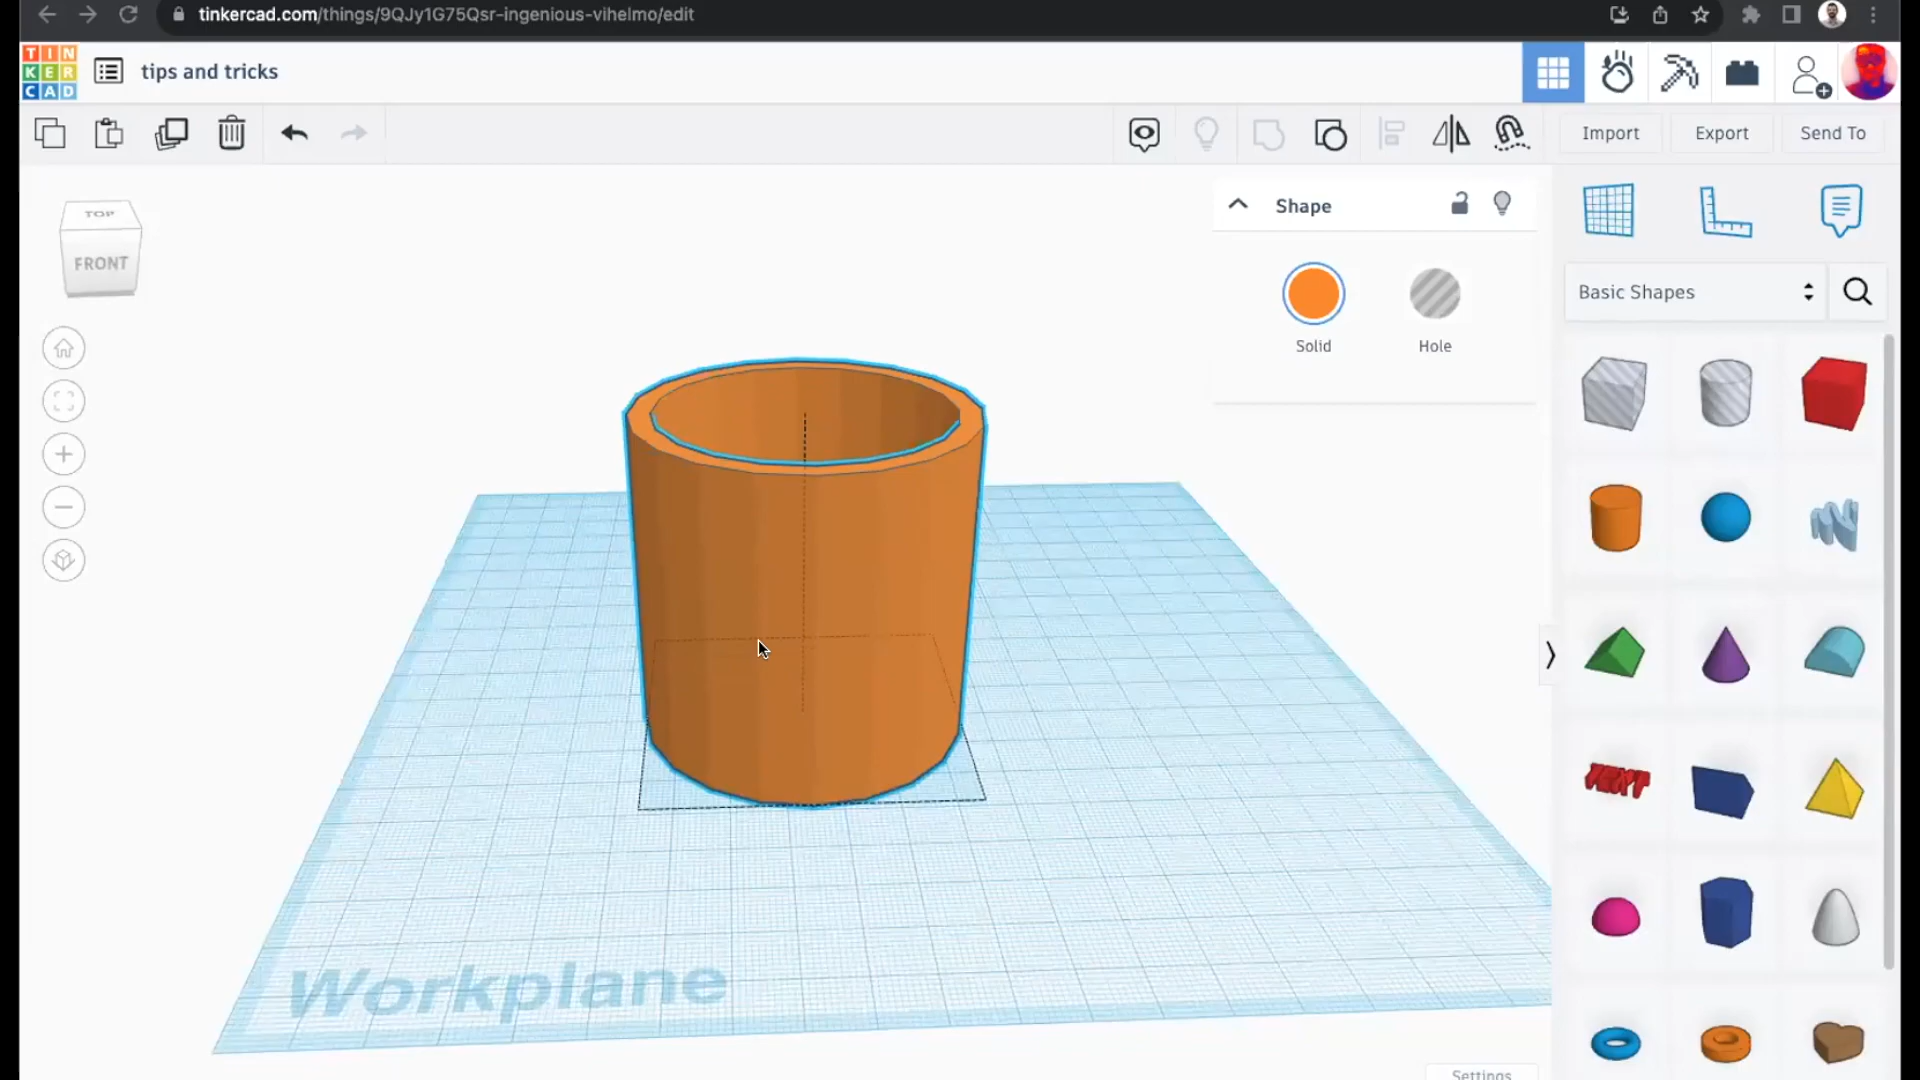 tinkercad.com/things/9QJy1G75Qsr-ingenious-vihelmo/edit
TIN
KER
CAD
tips and tricks
Import
Export
Send To
TOP
FRONT
Shape
Solid
Hole
Basic Shapes
TEXT
Workplane
Settings